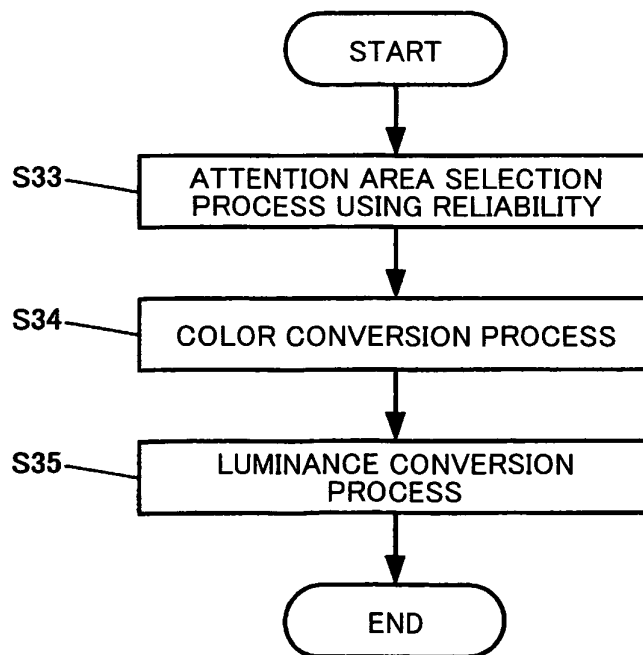 START
S33
ATTENTION AREA SELECTION
PROCESS USING RELIABILITY
S34
COLOR CONVERSION PROCESS
S35
LUMINANCE CONVERSION
PROCESS
END